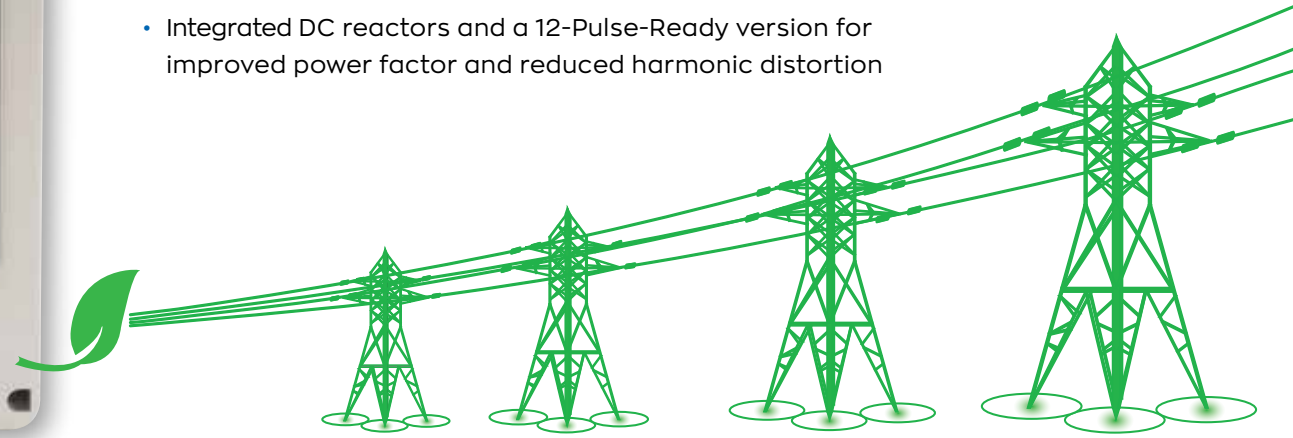 • Integrated DC reactors and a 12-Pulse-Ready version for
improved power factor and reduced harmonic distortion